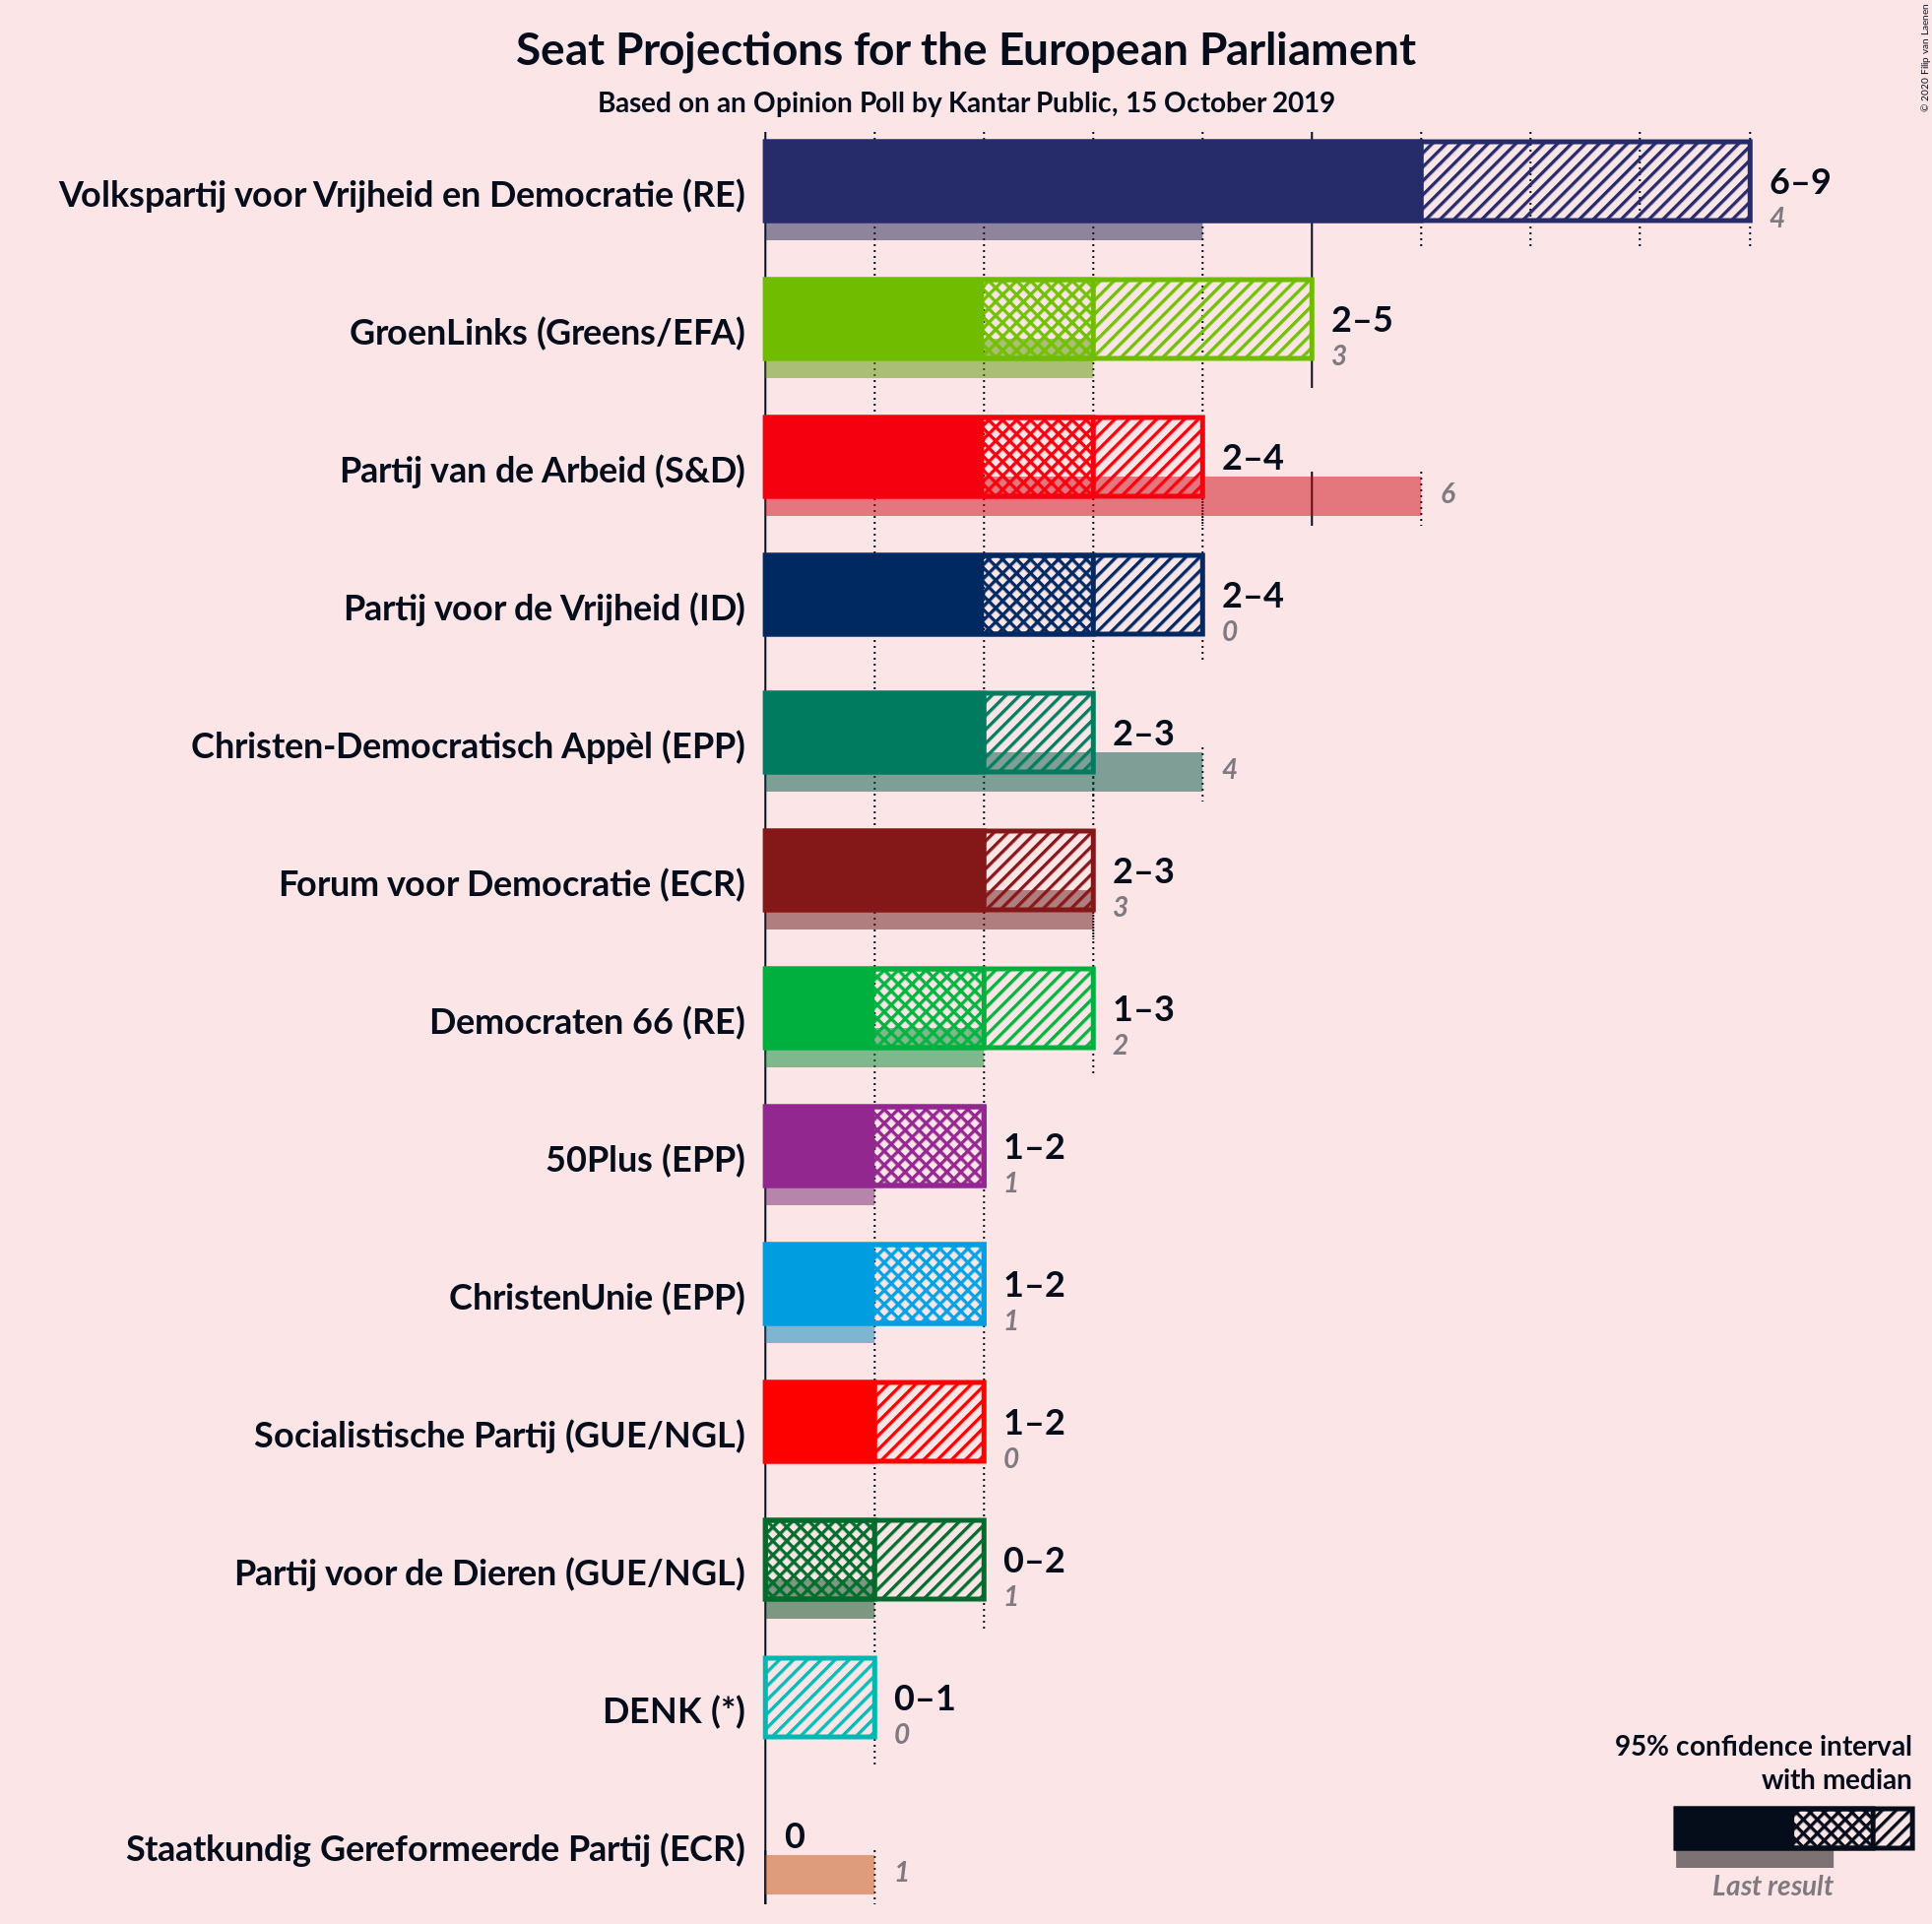 Seat Projections for the European Parliament
Based on an Opinion Poll by Kantar Public, 15 October 2019
© 2020 Filip van Laenen
Volkspartij voor Vrijheid en Democratie (RE)
6–9
4
GroenLinks (Greens/EFA)
2–5
3
Partij van de Arbeid (S&D)
2–4
6
Partij voor de Vrijheid (ID)
2–4
0
Christen-Democratisch Appèl (EPP)
2–3
4
Forum voor Democratie (ECR)
2–3
3
Democraten 66 (RE)
1–3
2
50Plus (EPP)
1–2
1
ChristenUnie (EPP)
1–2
1
Socialistische Partij (GUE/NGL)
1–2
0
Partij voor de Dieren (GUE/NGL)
0–2
1
DENK (*)
0–1
0
Staatkundig Gereformeerde Partij (ECR)
0
1
95% confidence interval
with median
Last result